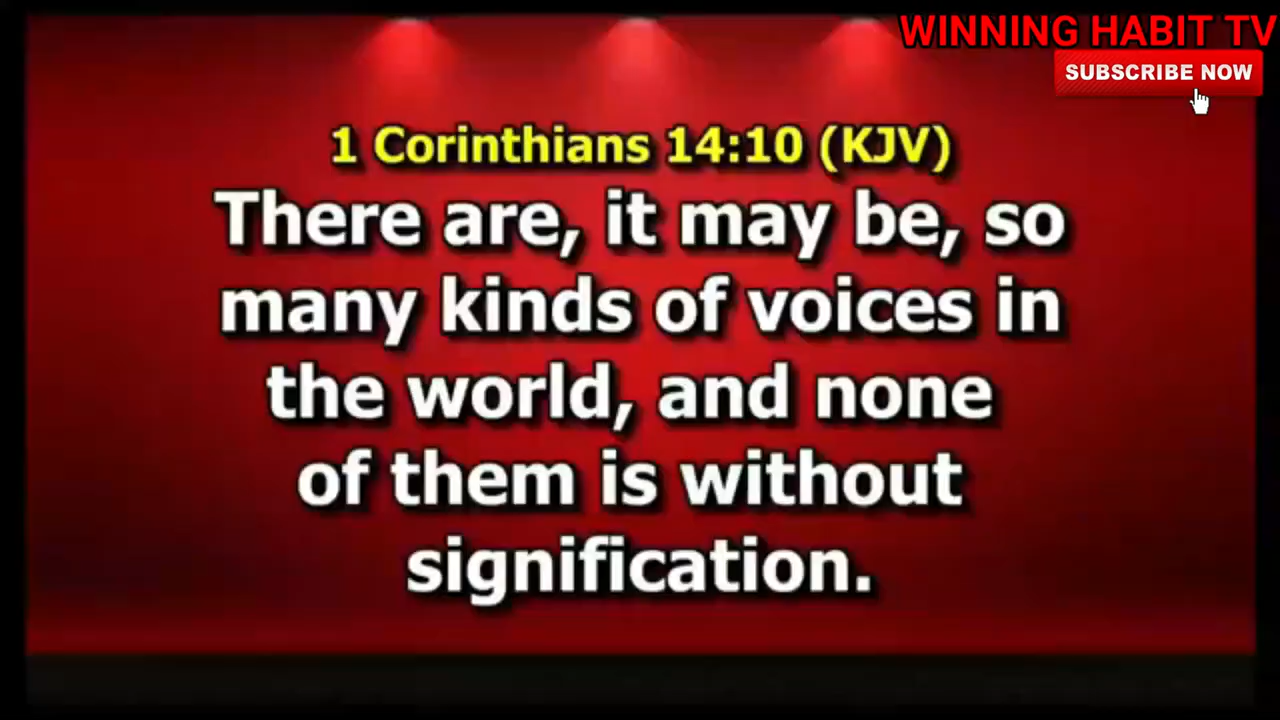 WINNING HABIT TV
SUBSCRIBE NOW
1 Corinthians 14:10 (KJV)
There are, it may be, so
many kinds of voices in
the world, and none
of them is without
signification.